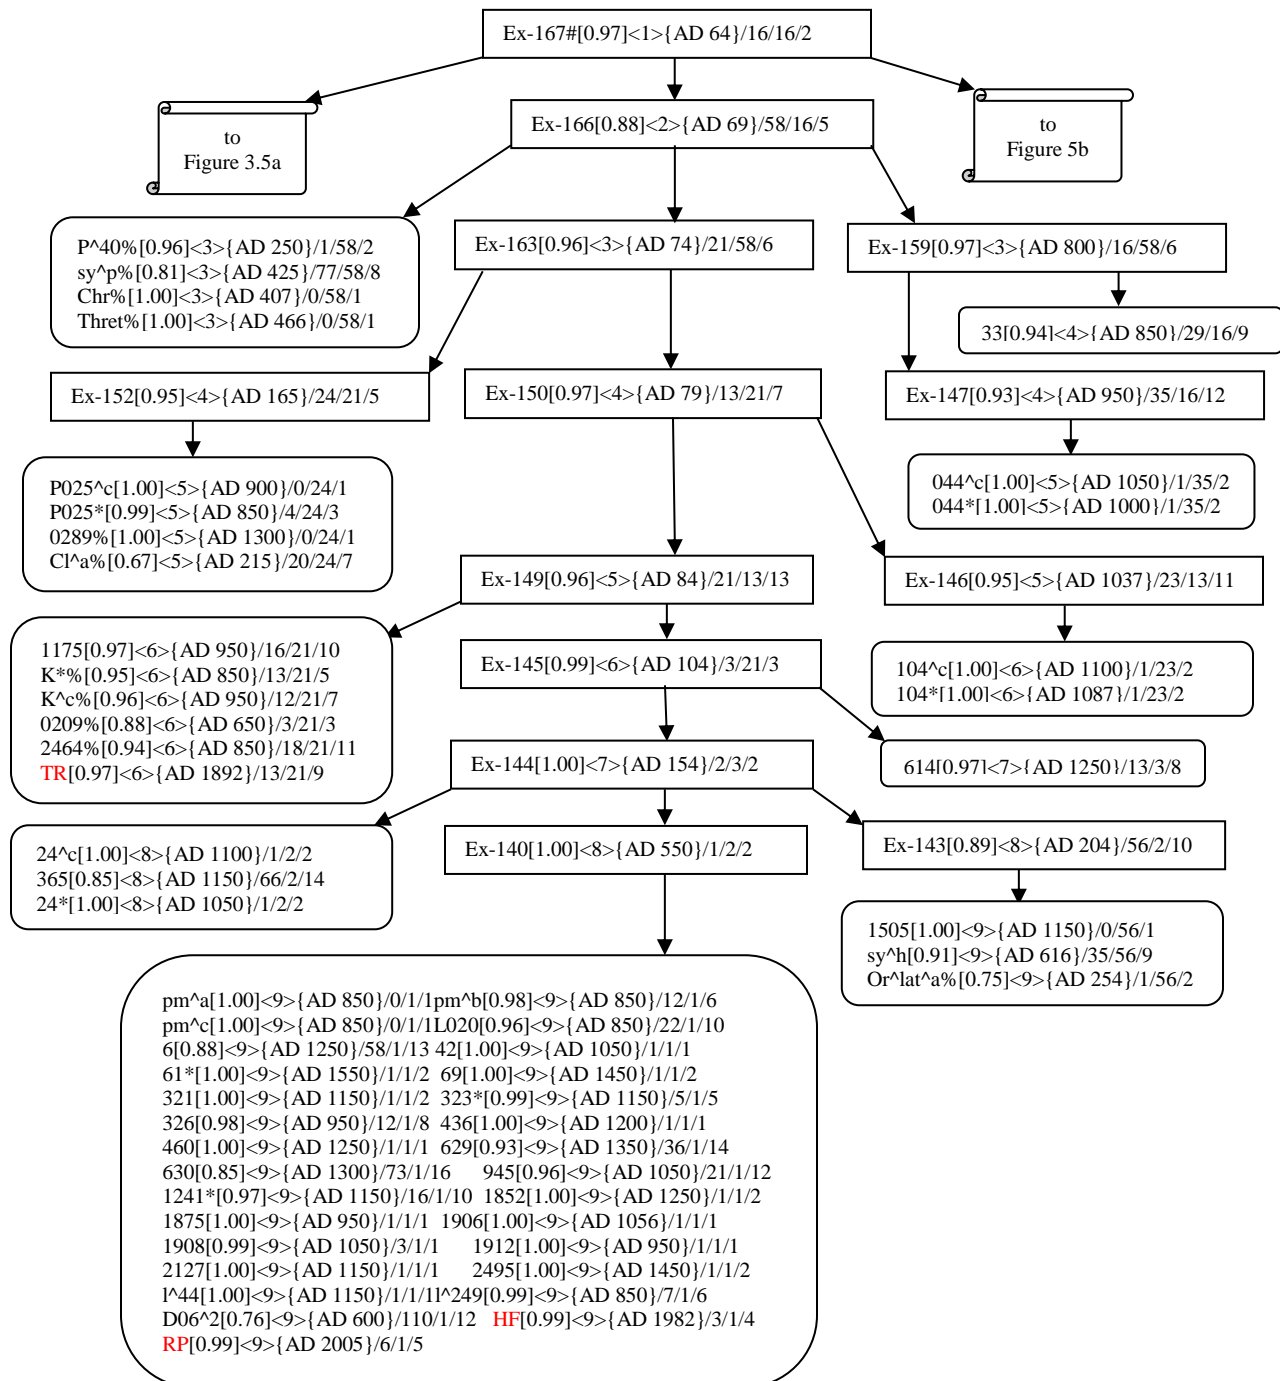 Ex-167#[0.97]<1>{AD 64}/16/16/2
to
Figure 3.5a
Ex-166[0.88]<2>{AD 69}/58/16/5
to
Figure 5b
P^40%[0.96]<3>{AD 250}/1/58/2
sy^p%[0.81]<3>{AD 425}/77/58/8
Chr%[1.00]<3>{AD 407}/0/58/1
Thret%[1.00]<3>{AD 466}/0/58/1
Ex-163[0.96]<3>{AD 74}/21/58/6
Ex-159[0.97]<3>{AD 800}/16/58/6
33[0.94]<4>{AD 850}/29/16/9
Ex-152[0.95]<4>{AD 165}/24/21/5
Ex-150[0.97]<4>{AD 79}/13/21/7
Ex-147[0.93]<4>{AD 950}/35/16/12
P025^c[1.00]<5>{AD 900}/0/24/1
P025*[0.99]<5>{AD 850}/4/24/3
0289%[1.00]<5>{AD 1300}/0/24/1
Cl^a%[0.67]<5>{AD 215}/20/24/7
044^c[1.00]<5>{AD 1050}/1/35/2
044*[1.00]<5>{AD 1000}/1/35/2
Ex-149[0.96]<5>{AD 84}/21/13/13
Ex-146[0.95]<5>{AD 1037}/23/13/11
1175[0.97]<6>{AD 950}/16/21/10
K*%[0.95]<6>{AD 850}/13/21/5
K^c%[0.96]<6>{AD 950}/12/21/7
0209%[0.88]<6>{AD 650}/3/21/3
2464%[0.94]<6>{AD 850}/18/21/11
TR[0.97]<6>{AD 1892}/13/21/9
Ex-145[0.99]<6>{AD 104}/3/21/3
104^c[1.00]<6>{AD 1100}/1/23/2
104*[1.00]<6>{AD 1087}/1/23/2
Ex-144[1.00]<7>{AD 154}/2/3/2
614[0.97]<7>{AD 1250}/13/3/8
24^c[1.00]<8>{AD 1100}/1/2/2
365[0.85]<8>{AD 1150}/66/2/14
24*[1.00]<8>{AD 1050}/1/2/2
Ex-140[1.00]<8>{AD 550}/1/2/2
Ex-143[0.89]<8>{AD 204}/56/2/10
1505[1.00]<9>{AD 1150}/0/56/1
sy^h[0.91]<9>{AD 616}/35/56/9
Or^lat^a%[0.75]<9>{AD 254}/1/56/2
pm^a[1.00]<9>{AD 850}/0/1/1pm^b[0.98]<9>{AD 850}/12/1/6
pm^c[1.00]<9>{AD 850}/0/1/1L020[0.96]<9>{AD 850}/22/1/10
6[0.88]<9>{AD 1250}/58/1/13 42[1.00]<9>{AD 1050}/1/1/1
61*[1.00]<9>{AD 1550}/1/1/2 69[1.00]<9>{AD 1450}/1/1/2
321[1.00]<9>{AD 1150}/1/1/2 323*[0.99]<9>{AD 1150}/5/1/5
326[0.98]<9>{AD 950}/12/1/8 436[1.00]<9>{AD 1200}/1/1/1
460[1.00]<9>{AD 1250}/1/1/1 629[0.93]<9>{AD 1350}/36/1/14
630[0.85]<9>{AD 1300}/73/1/16 945[0.96]<9>{AD 1050}/21/1/12
1241*[0.97]<9>{AD 1150}/16/1/10 1852[1.00]<9>{AD 1250}/1/1/2
1875[1.00]<9>{AD 950}/1/1/1 1906[1.00]<9>{AD 1056}/1/1/1
1908[0.99]<9>{AD 1050}/3/1/1 1912[1.00]<9>{AD 950}/1/1/1
2127[1.00]<9>{AD 1150}/1/1/1 2495[1.00]<9>{AD 1450}/1/1/2
l^44[1.00]<9>{AD 1150}/1/1/1l^249[0.99]<9>{AD 850}/7/1/6
D06^2[0.76]<9>{AD 600}/110/1/12 HF[0.99]<9>{AD 1982}/3/1/4
RP[0.99]<9>{AD 2005}/6/1/5